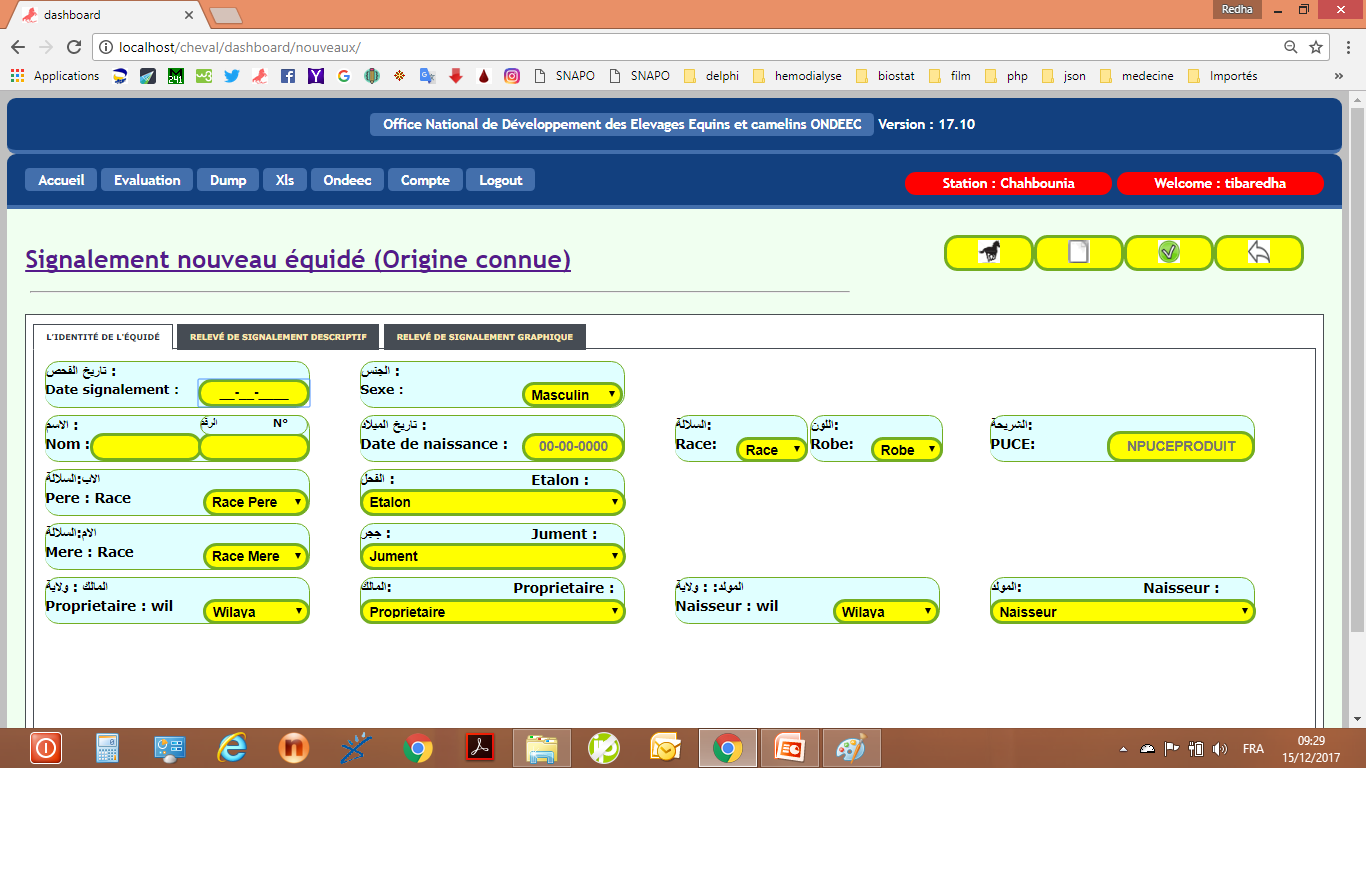 dashboard
Redha
localhost/cheval/dashboard/nouveaux/
Applications SNAPO SNAPO delphi hemodialyse biostat film php json medecine Importés »
Office National de Développement des Elevages Equins et camelins ONDEEC Version : 17.10
Accueil Evaluation Dump Xls Ondeec Compte Logout
Station : Chahbounia Welcome : tibaredha
Signalement nouveau équidé (Origine connue)
L'IDENTITÉ DE L'ÉQUIDÉ RELEVÉ DE SIGNALEMENT DESCRIPTIF RELEVÉ DE SIGNALEMENT GRAPHIQUE
تاريخ الفحص : الجنس :
Date signalement : __-__-____ Sexe : Masculin
الاسم : الرقم N° تاريخ الميلاد : السلالة: اللون: الشريحة:
Nom : Date de naissance : 00-00-0000 Race: Race Robe: Robe PUCE: NPUCEPRODUIT
الاب:السلالة الفحل : Etalon :
Pere : Race Race Pere Etalon
الام:السلالة حجر : Jument :
Mere : Race Race Mere Jument
المالك : ولاية المالك: Proprietaire : المولد: : ولاية المولد: Naisseur :
Proprietaire : wil Wilaya Proprietaire Naisseur : wil Wilaya Naisseur
FRA
09:29
15/12/2017